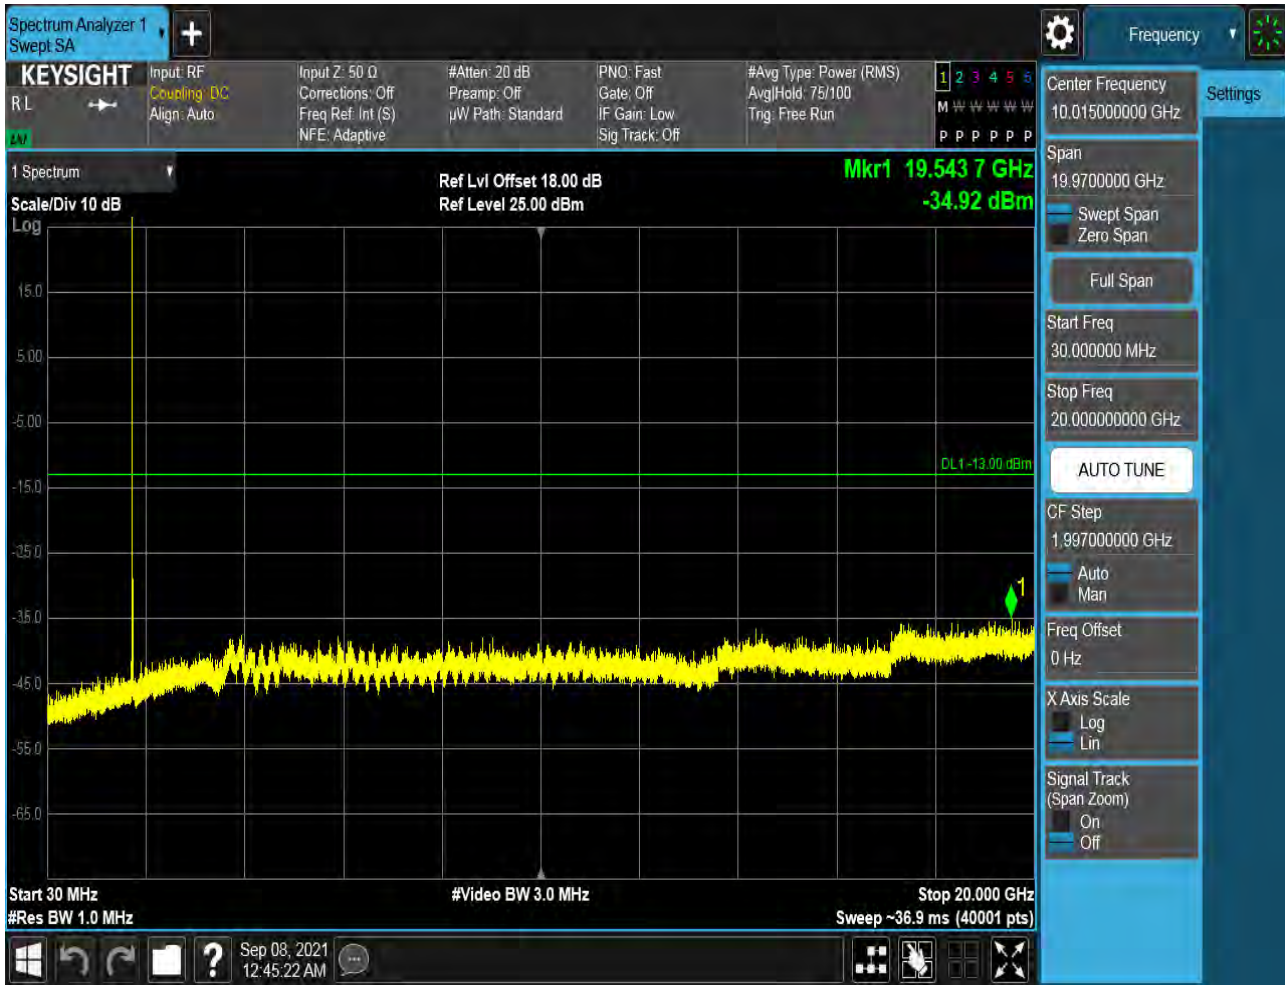 Spectrum Analyzer 1
Swept SA
Frequency
KEYSIGHT
R L
Input: RF
Coupling: DC
Align: Auto
Input Z: 50 Ω
Corrections: Off
Freq Ref: Int (S)
NFE: Adaptive
#Atten: 20 dB
Preamp: Off
µW Path: Standard
PNO: Fast
Gate: Off
IF Gain: Low
Sig Track: Off
#Avg Type: Power (RMS)
Avg|Hold: 75/100
Trig: Free Run
1 2 3 4 5 6
M W W W W W
P P P P P P
1 Spectrum
Scale/Div 10 dB
Log
Ref Lvl Offset 18.00 dB
Ref Level 25.00 dBm
Mkr1 19.543 7 GHz
-34.92 dBm
15.0
5.00
-5.00
DL1 -13.00 dBm
-15.0
-25.0
1
-35.0
-45.0
-55.0
-65.0
Start 30 MHz
#Video BW 3.0 MHz
Stop 20.000 GHz
#Res BW 1.0 MHz
Sweep ~36.9 ms (40001 pts)
?
Sep 08, 2021
12:45:22 AM
Center Frequency
10.015000000 GHz
Settings
Span
19.9700000 GHz
Swept Span
Zero Span
Full Span
Start Freq
30.000000 MHz
Stop Freq
20.000000000 GHz
AUTO TUNE
CF Step
1.997000000 GHz
Auto
Man
Freq Offset
0 Hz
X Axis Scale
Log
Lin
Signal Track
(Span Zoom)
On
Off